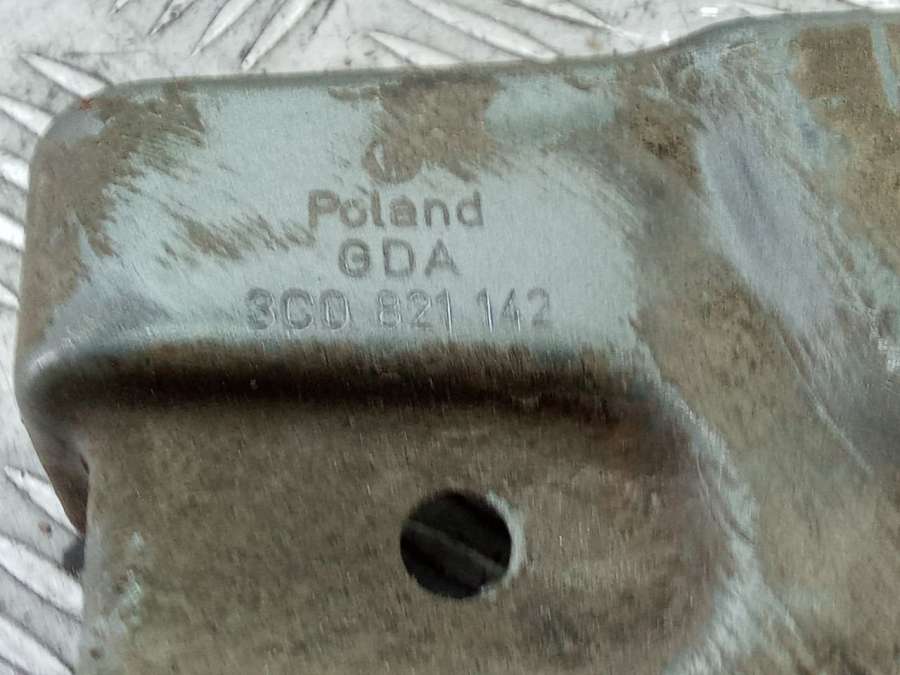 Poland
GDA
3C0 821 142